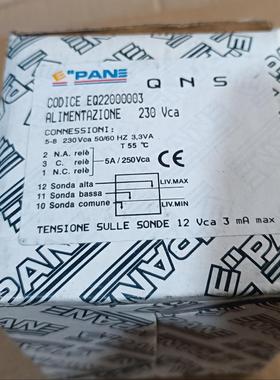 E"PANE
QNS
CODICE EQ22000003
ALIMENTAZIONE 230 Vca
CONNESSIONI:
5-8 230Vca 50/60 HZ 3,3VA
T 55 °C
2 N.A. relè
3 C. relè
1 N.C. relè
5A/250Vca
CE
12 Sonda alta
LIV.MAX
11 Sonda bassa
10 Sonda comune
LIV.MIN
TENSIONE SULLE SONDE 12 Vca 3 mA max
PANE